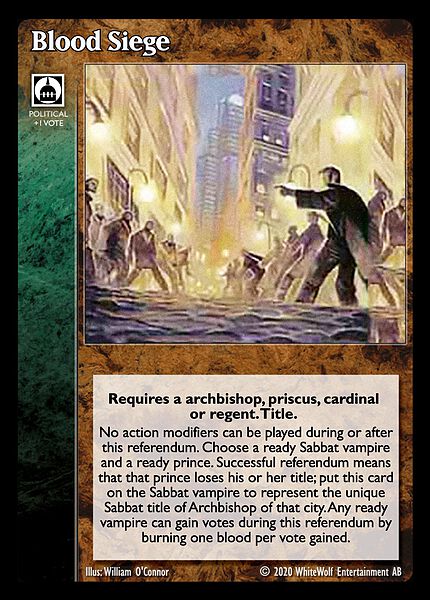 Blood Siege
POLITICAL
+1 VOTE
Requires a archbishop, priscus, cardinal
or regent. Title.
No action modifiers can be played during or after
this referendum. Choose a ready Sabbat vampire
and a ready prince. Successful referendum means
that that prince loses his or her title; put this card
on the Sabbat vampire to represent the unique
Sabbat title of Archbishop of that city. Any ready
vampire can gain votes during this referendum by
burning one blood per vote gained.
Illus: William O'Connor
© 2020 WhiteWolf Entertainment AB